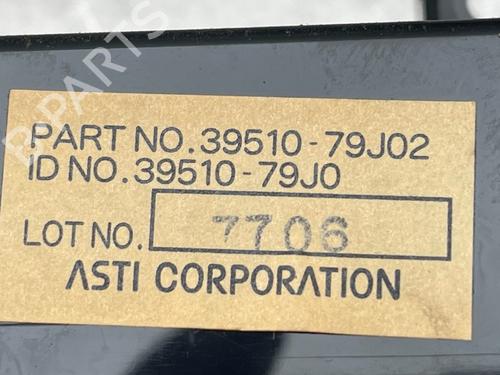 PART NO. 39510-79J02
ID NO. 39510-79J0
LOT NO. 7706
ASTI CORPORATION